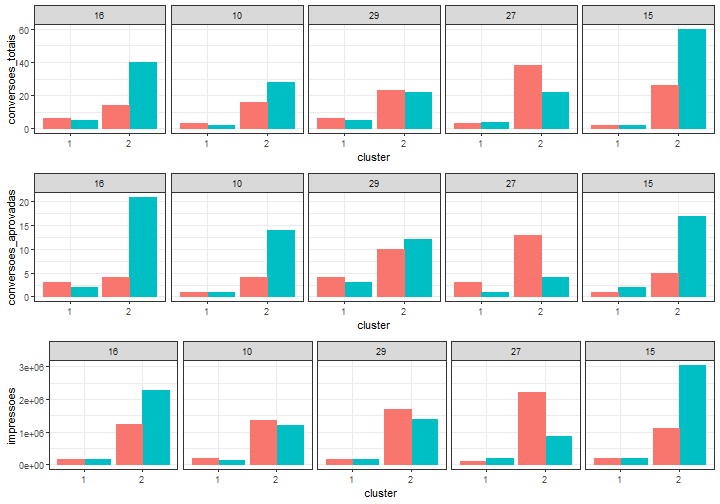 16 10 29 27 15
conversoes_totais
60
40
20
0
1 2 1 2 1 2 1 2 1 2
cluster
16 10 29 27 15
conversoes_aprovadas
20
15
10
5
0
1 2 1 2 1 2 1 2 1 2
cluster
16 10 29 27 15
impressoes
3e+06
2e+06
1e+06
0e+00
1 2 1 2 1 2 1 2 1 2
cluster